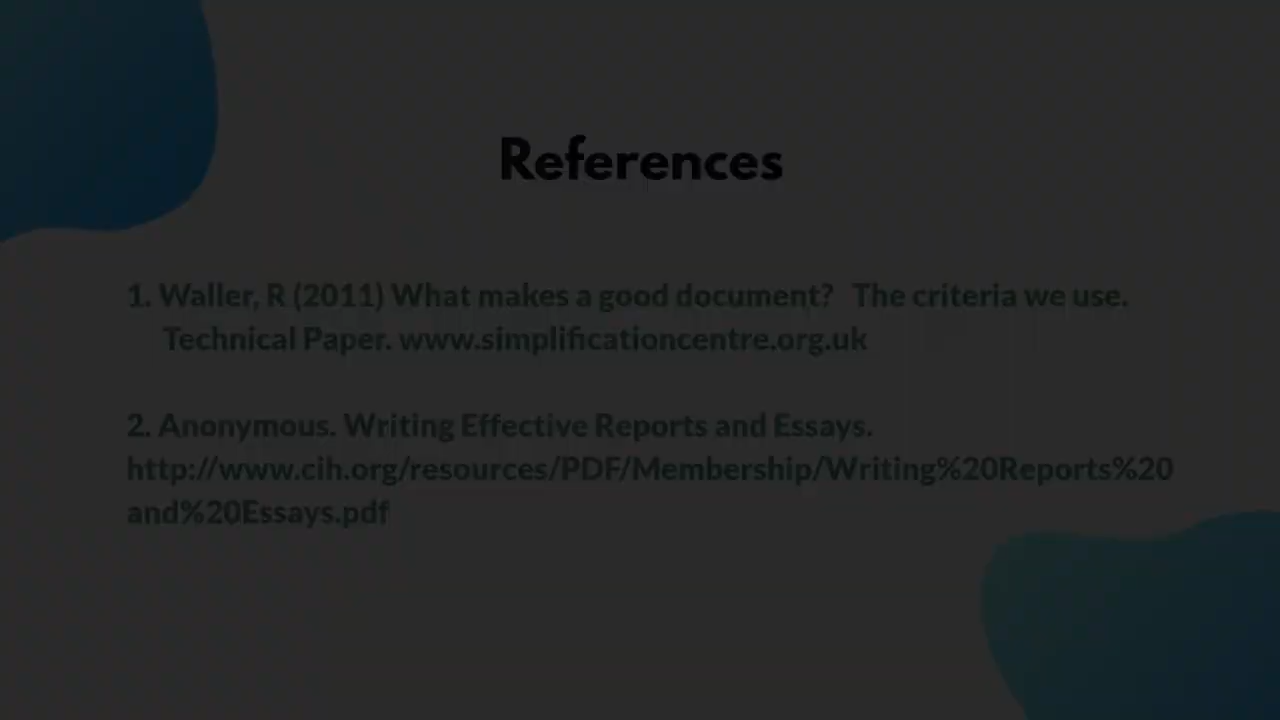 References
1. Waller, R (2011) What makes a good document? The criteria we use.
Technical Paper. www.simplificationcentre.org.uk
2. Anonymous. Writing Effective Reports and Essays.
http://www.cih.org/resources/PDF/Membership/Writing%20Reports%20
and%20Essays.pdf